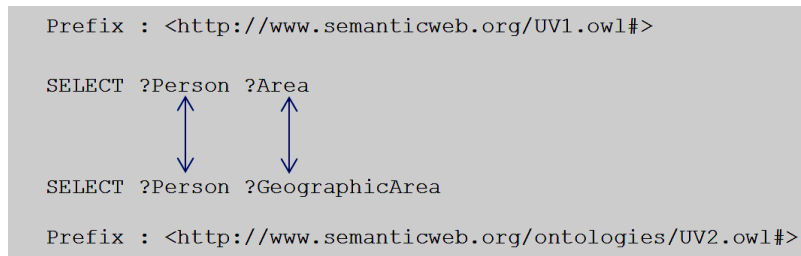 Prefix : <http://www.semanticweb.org/UV1.owl#>
SELECT ?Person ?Area
SELECT ?Person ?GeographicArea
Prefix : <http://www.semanticweb.org/ontologies/UV2.owl#>